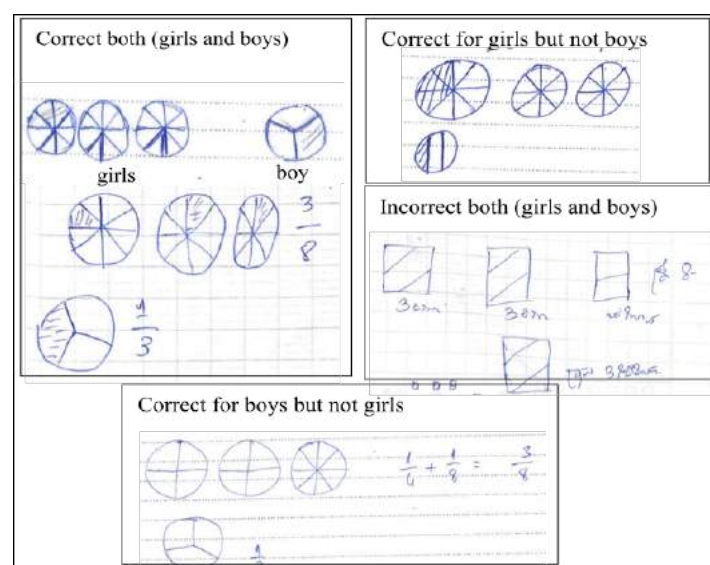 Correct both (girls and boys)
girls
boy
3
8
1
3
Correct for girls but not boys
Incorrect both (girls and boys)
3cm
3cm
8
Correct for boys but not girls
1 + 1 = 3
8 8